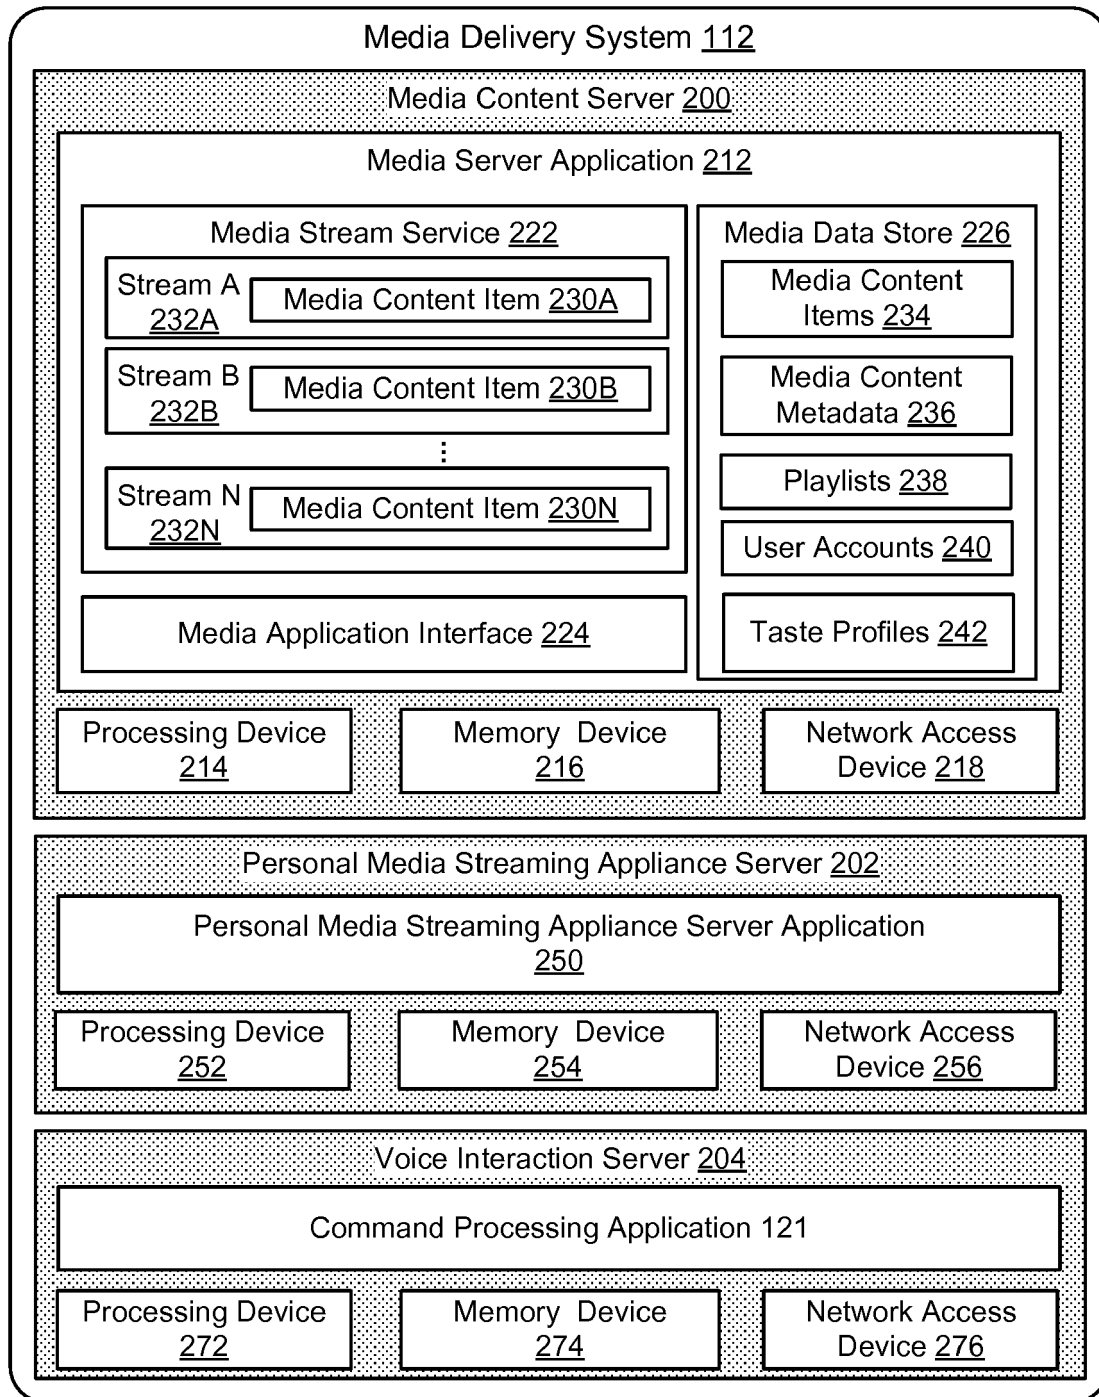 Media Delivery System 112
Media Content Server 200
Media Server Application 212
Media Stream Service 222
Stream A
232A
Media Content Item 230A
Stream B
232B
Media Content Item 230B
⋮
Stream N
232N
Media Content Item 230N
Media Application Interface 224
Media Data Store 226
Media Content
Items 234
Media Content
Metadata 236
Playlists 238
User Accounts 240
Taste Profiles 242
Processing Device
214
Memory Device
216
Network Access
Device 218
Personal Media Streaming Appliance Server 202
Personal Media Streaming Appliance Server Application
250
Processing Device
252
Memory Device
254
Network Access
Device 256
Voice Interaction Server 204
Command Processing Application 121
Processing Device
272
Memory Device
274
Network Access
Device 276